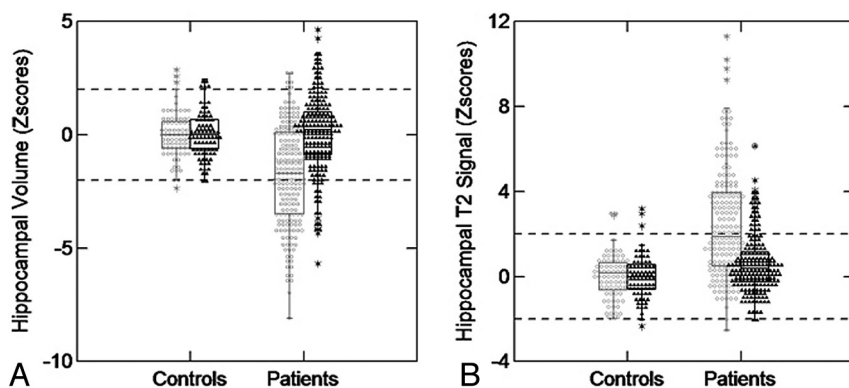 Hippocampal Volume (Zscores)
5
0
-5
-10
Controls Patients
A
Hippocampal T2 Signal (Zscores)
12
8
4
0
-4
Controls Patients
B